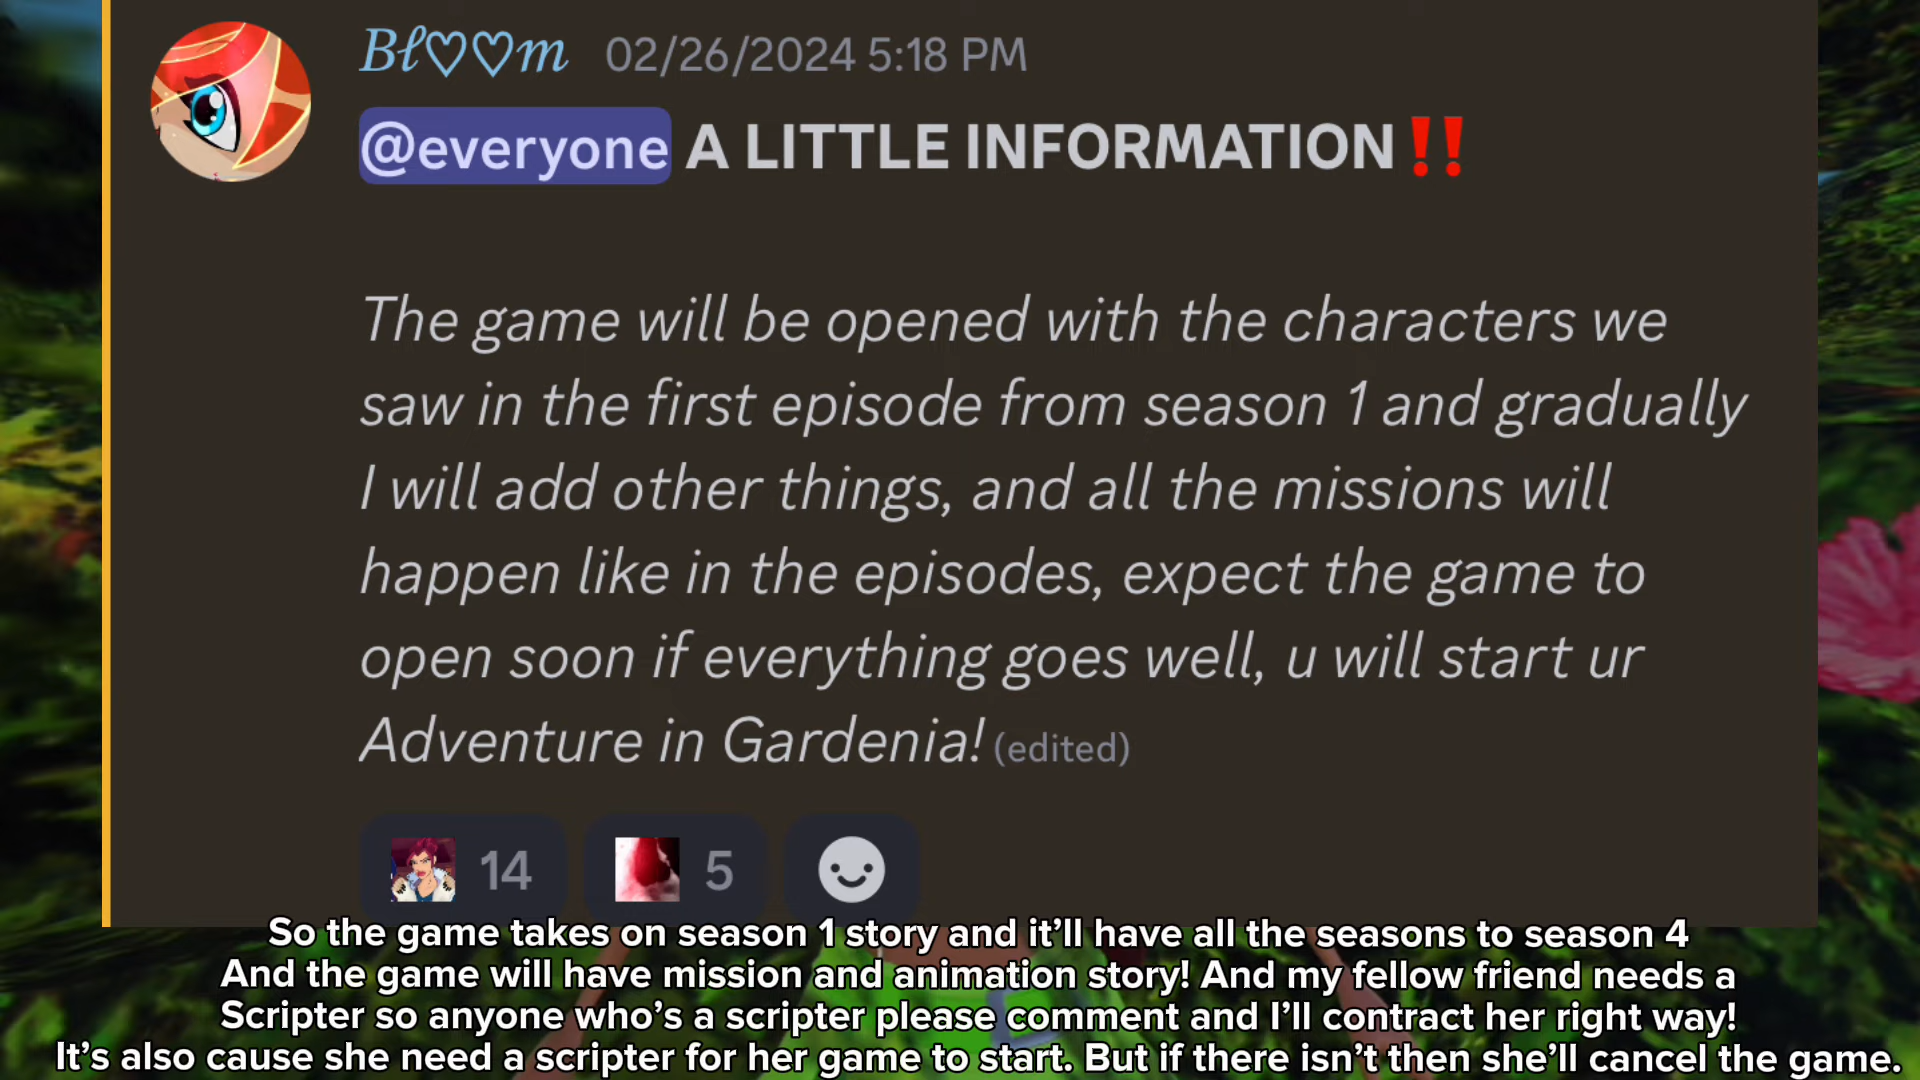 Bℓ♡♡m 02/26/2024 5:18 PM
@everyone A LITTLE INFORMATION‼️
The game will be opened with the characters we
saw in the first episode from season 1 and gradually
I will add other things, and all the missions will
happen like in the episodes, expect the game to
open soon if everything goes well, u will start ur
Adventure in Gardenia! (edited)
14 5
So the game takes on season 1 story and it’ll have all the seasons to season 4
And the game will have mission and animation story! And my fellow friend needs a
Scripter so anyone who’s a scripter please comment and I’ll contract her right way!
It’s also cause she need a scripter for her game to start. But if there isn’t then she’ll cancel the game.